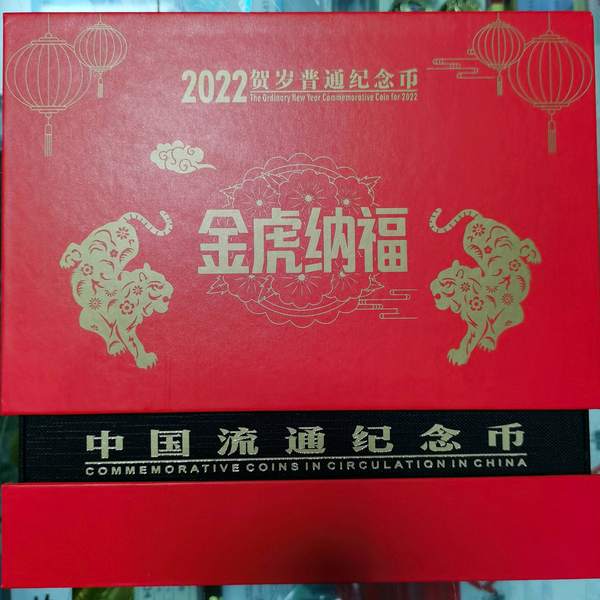 2022贺岁普通纪念币
The Ordinary New Year Commemorative Coin for 2022
金虎纳福
中国流通纪念币
COMMEMORATIVE COINS IN CIRCULATION IN CHINA